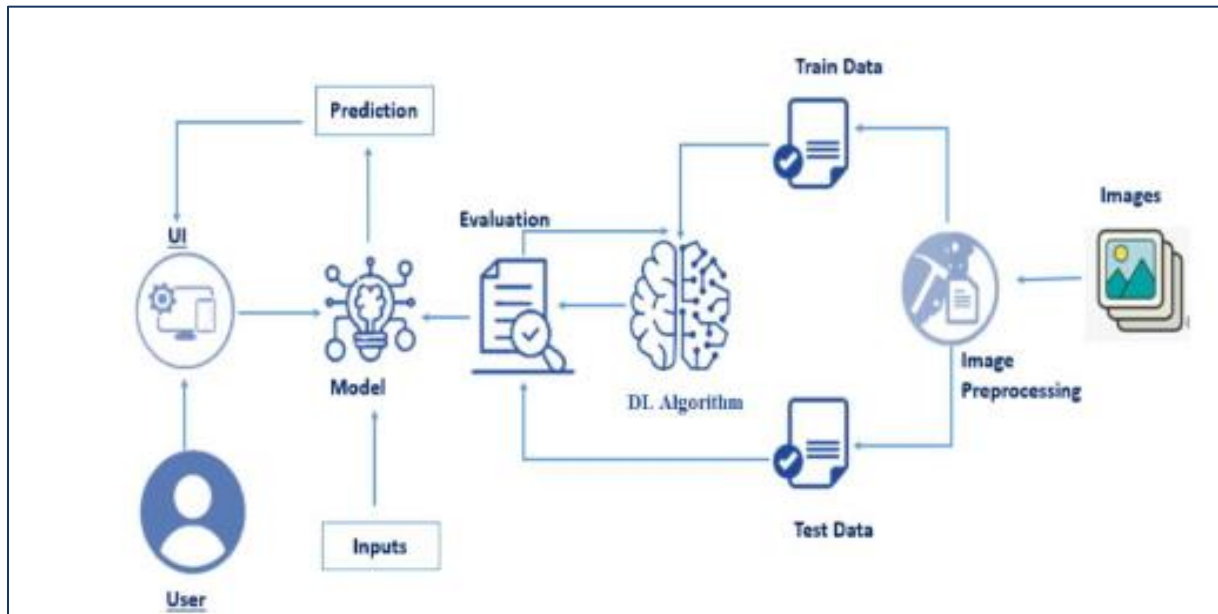 Train Data
Prediction
Images
Evaluation
UI
Image
Preprocessing
Model
DL Algorithm
Test Data
Inputs
User